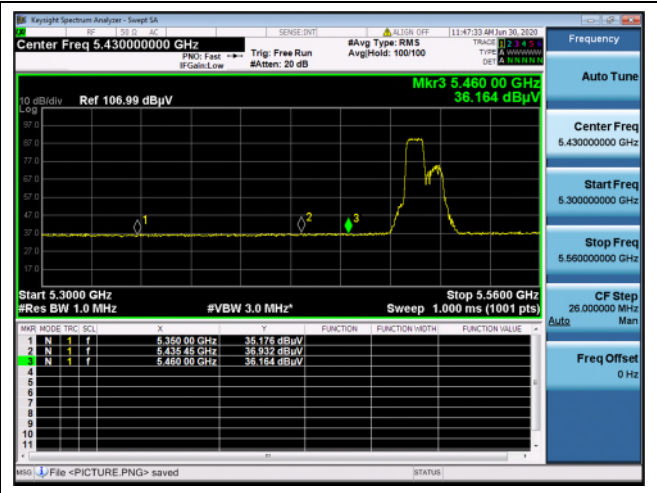 Keysight Spectrum Analyzer - Swept SA
RF 50 Ω AC SENSE:INT ALIGN OFF 11:47:33 AM Jun 30, 2020
Center Freq 5.430000000 GHz #Avg Type: RMS TRACE 1 2 3 4 5 6
PNO: Fast Trig: Free Run Avg|Hold: 100/100 TYPE A WWWWW
IFGain:Low #Atten: 20 dB DET A N N N N N
Mkr3 5.460 00 GHz
10 dB/div Ref 106.99 dBµV 36.164 dBµV
Log
97.0
87.0
77.0
67.0
57.0
47.0
37.0
27.0
17.0
1
2
3
Start 5.3000 GHz Stop 5.5600 GHz
#Res BW 1.0 MHz #VBW 3.0 MHz* Sweep 1.000 ms (1001 pts)
MKR MODE TRC SCL X Y FUNCTION FUNCTION WIDTH FUNCTION VALUE
1 N 1 f 5.350 00 GHz 35.176 dBµV
2 N 1 f 5.435 45 GHz 36.932 dBµV
3 N 1 f 5.460 00 GHz 36.164 dBµV
4
5
6
7
8
9
10
11
MSG File <PICTURE.PNG> saved STATUS
Frequency
Auto Tune
Center Freq
5.430000000 GHz
Start Freq
5.300000000 GHz
Stop Freq
5.560000000 GHz
CF Step
26.000000 MHz
Auto Man
Freq Offset
0 Hz